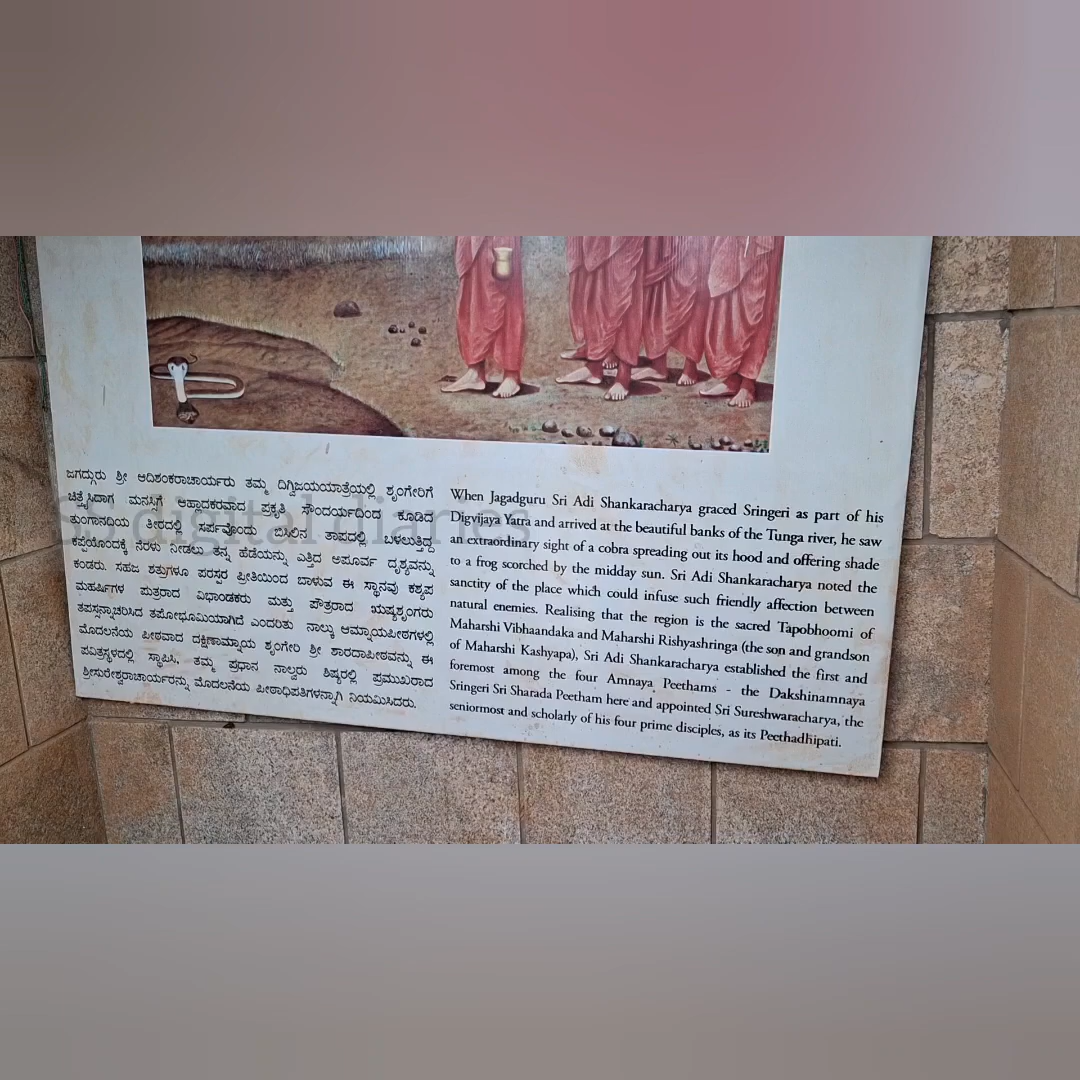 ಜಗದ್ಗುರು ಶ್ರೀ ಆದಿಶಂಕರಾಚಾರ್ಯರು ತಮ್ಮ ದಿಗ್ವಿಜಯಯಾತ್ರೆಯಲ್ಲಿ ಶೃಂಗೇರಿಗೆ
ಚಿತ್ತೈಸಿದಾಗ ಮನಸಿಗೆ ಆಹ್ಲಾದಕರವಾದ ಪ್ರಕೃತಿ ಸೌಂದರ್ಯದಿಂದ ಕೂಡಿದ
ತುಂಗಾನದಿಯ ತೀರದಲ್ಲಿ ಸರ್ಪವೊಂದು ಬಿಸಿಲಿನ ತಾಪದಲ್ಲಿ ಬಳಲುತ್ತಿದ್ದ
ಕಪ್ಪೆಯೊಂದಕ್ಕೆ ನೆರಳು ನೀಡಲು ತನ್ನ ಹೆಡೆಯನ್ನು ಎತ್ತಿದ ಅಪೂರ್ವ ದೃಶ್ಯವನ್ನು
ಕಂಡರು. ಸಹಜ ಶತ್ರುಗಳೂ ಪರಸ್ಪರ ಪ್ರೀತಿಯಿಂದ ಬಾಳುವ ಈ ಸ್ಥಾನವು ಕಶ್ಯಪ
ಮಹರ್ಷಿಗಳ ಪುತ್ರರಾದ ವಿಭಾಂಡಕರು ಮತ್ತು ಪೌತ್ರರಾದ ಋಷ್ಯಶೃಂಗರು
ತಪಸ್ಸನ್ನಾಚರಿಸಿದ ತಪೋಭೂಮಿಯಾಗಿದೆ ಎಂದರಿತು ನಾಲ್ಕು ಆಮ್ನಾಯಪೀಠಗಳಲ್ಲಿ
ಮೊದಲನೆಯ ಪೀಠವಾದ ದಕ್ಷಿಣಾಮ್ನಾಯ ಶೃಂಗೇರಿ ಶ್ರೀ ಶಾರದಾಪೀಠವನ್ನು ಈ
ಪವಿತ್ರಸ್ಥಳದಲ್ಲಿ ಸ್ಥಾಪಿಸಿ, ತಮ್ಮ ಪ್ರಧಾನ ನಾಲ್ವರು ಶಿಷ್ಯರಲ್ಲಿ ಪ್ರಮುಖರಾದ
ಶ್ರೀಸುರೇಶ್ವರಾಚಾರ್ಯರನ್ನು ಮೊದಲನೆಯ ಪೀಠಾಧಿಪತಿಗಳನ್ನಾಗಿ ನಿಯಮಿಸಿದರು.
When Jagadguru Sri Adi Shankaracharya graced Sringeri as part of his
Digvijaya Yatra and arrived at the beautiful banks of the Tunga river, he saw
an extraordinary sight of a cobra spreading out its hood and offering shade
to a frog scorched by the midday sun. Sri Adi Shankaracharya noted the
sanctity of the place which could infuse such friendly affection between
natural enemies. Realising that the region is the sacred Tapobhoomi of
Maharshi Vibhaandaka and Maharshi Rishyashringa (the son and grandson
of Maharshi Kashyapa), Sri Adi Shankaracharya established the first and
foremost among the four Amnaya Peethams - the Dakshinamnaya
Sringeri Sri Sharada Peetham here and appointed Sri Sureshwaracharya, the
seniormost and scholarly of his four prime disciples, as its Peethadhipati.
digital diaries